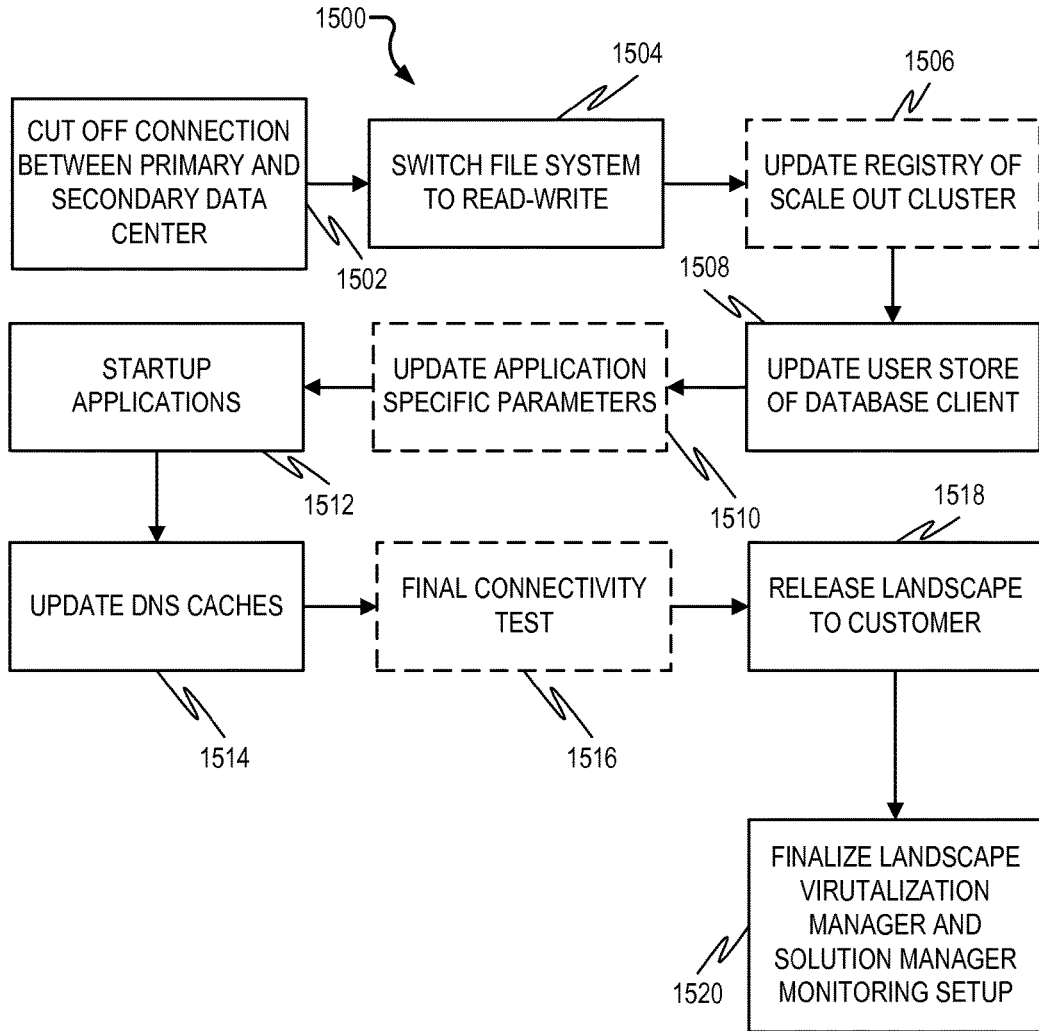 1500
1504
1506
CUT OFF CONNECTION
BETWEEN PRIMARY AND
SECONDARY DATA
CENTER
SWITCH FILE SYSTEM
TO READ-WRITE
UPDATE REGISTRY OF
SCALE OUT CLUSTER
1502
1508
STARTUP
APPLICATIONS
UPDATE APPLICATION
SPECIFIC PARAMETERS
UPDATE USER STORE
OF DATABASE CLIENT
1512
1510
1518
UPDATE DNS CACHES
FINAL CONNECTIVITY
TEST
RELEASE LANDSCAPE
TO CUSTOMER
1514
1516
FINALIZE LANDSCAPE
VIRUTALIZATION
MANAGER AND
SOLUTION MANAGER
MONITORING SETUP
1520